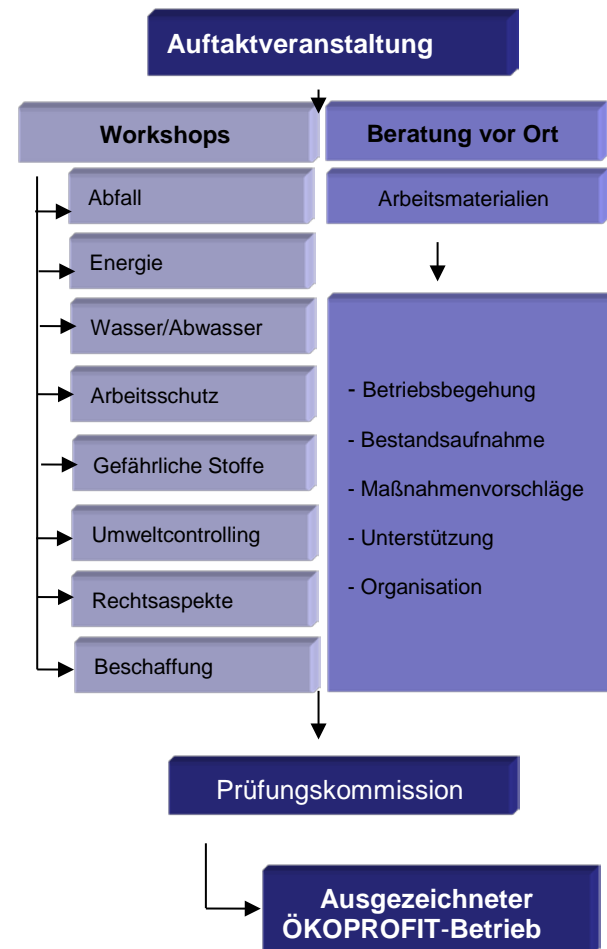 Auftaktveranstaltung
Workshops
Abfall
Energie
Wasser/Abwasser
Arbeitsschutz
Gefährliche Stoffe
Umweltcontrolling
Rechtsaspekte
Beschaffung
Beratung vor Ort
Arbeitsmaterialien
- Betriebsbegehung
- Bestandsaufnahme
- Maßnahmenvorschläge
- Unterstützung
- Organisation
Prüfungskommission
Ausgezeichneter
ÖKOPROFIT-Betrieb